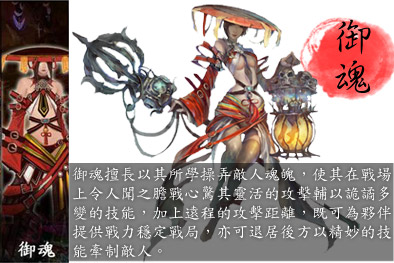 御
魂
御魂擅長以其所學操弄敵人魂魄，使其在戰場
上令人聞之膽戰心驚其靈活的攻擊輔以詭譎多
變的技能，加上遠程的攻擊距離，既可為夥伴
提供戰力穩定戰局，亦可退居後方以精妙的技
能牽制敵人。
御魂